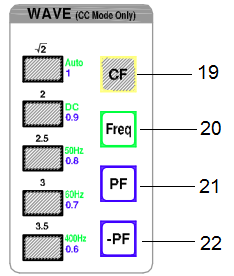 WAVE (CC Mode Only)
√2
Auto
1
CF
19
2
DC
0.9
Freq
20
2.5
50Hz
0.8
3
60Hz
0.7
PF
21
3.5
400Hz
0.6
-PF
22